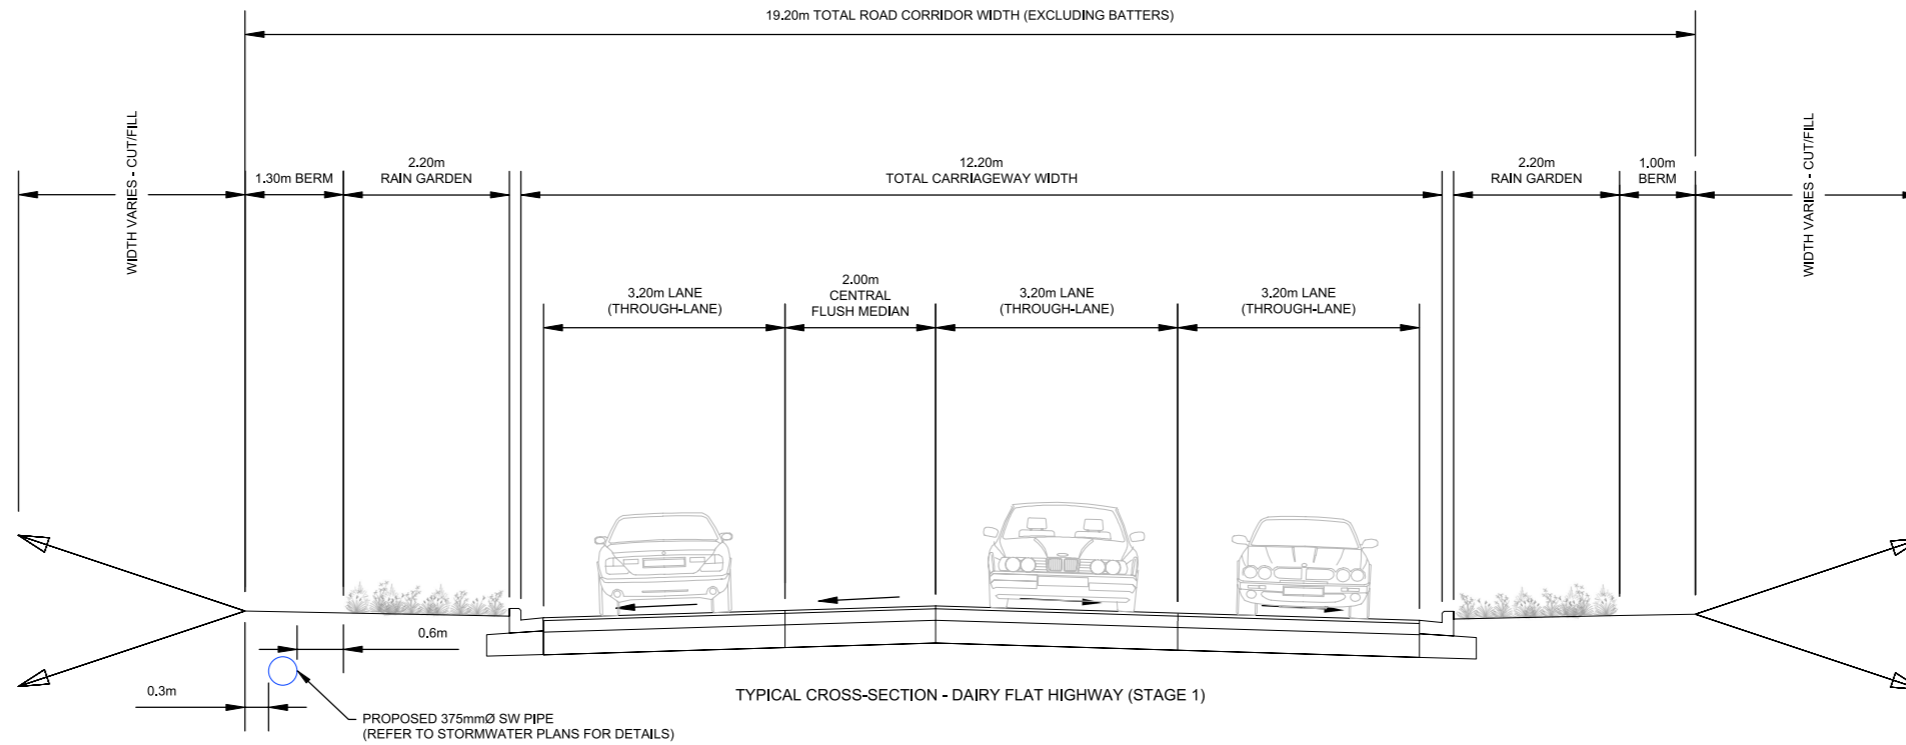 19.20m TOTAL ROAD CORRIDOR WIDTH (EXCLUDING BATTERS)
WIDTH VARIES - CUT/FILL
1.30m BERM
2.20m
RAIN GARDEN
12.20m
TOTAL CARRIAGEWAY WIDTH
2.20m
RAIN GARDEN
1.00m
BERM
WIDTH VARIES - CUT/FILL
3.20m LANE
(THROUGH-LANE)
2.00m
CENTRAL
FLUSH MEDIAN
3.20m LANE
(THROUGH-LANE)
3.20m LANE
(THROUGH-LANE)
0.6m
0.3m
PROPOSED 375mmØ SW PIPE
(REFER TO STORMWATER PLANS FOR DETAILS)
TYPICAL CROSS-SECTION - DAIRY FLAT HIGHWAY (STAGE 1)